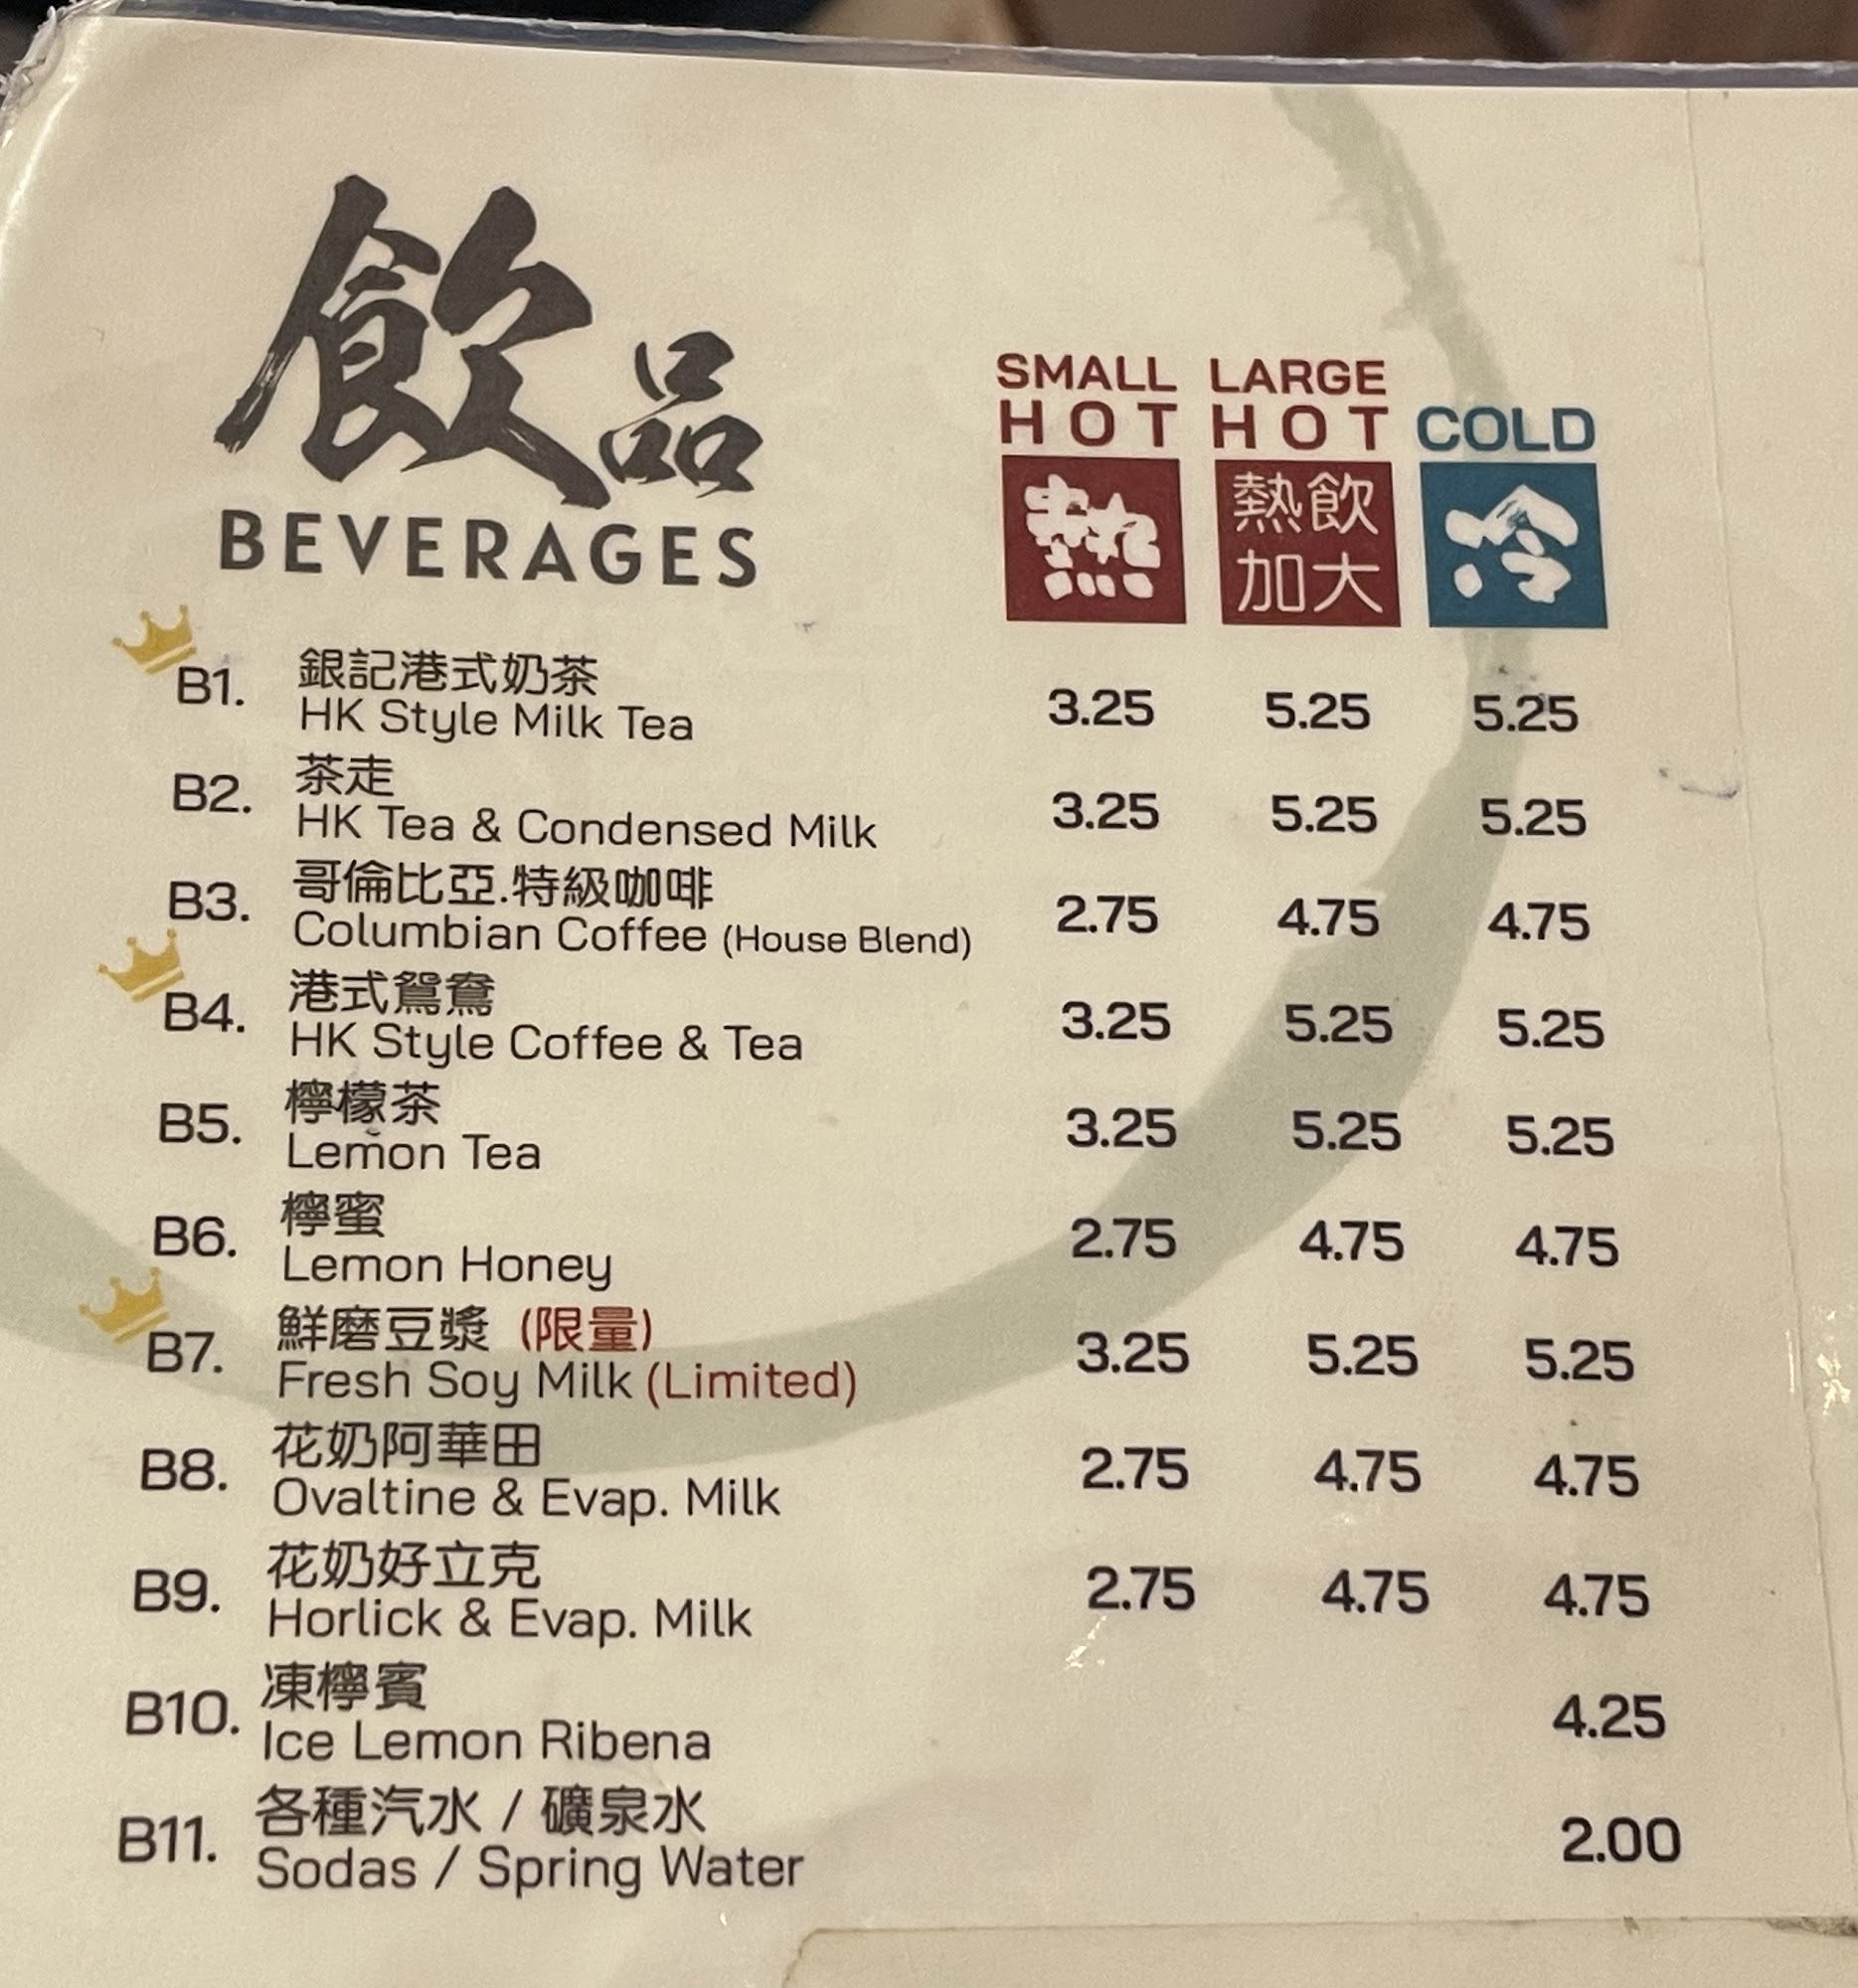 飲品
BEVERAGES
SMALL HOT
熱
LARGE HOT
熱飲
加大
COLD
冷
B1. 銀記港式奶茶
HK Style Milk Tea 3.25 5.25 5.25
B2. 茶走
HK Tea & Condensed Milk 3.25 5.25 5.25
B3. 哥倫比亞.特級咖啡
Columbian Coffee (House Blend) 2.75 4.75 4.75
B4. 港式鴛鴦
HK Style Coffee & Tea 3.25 5.25 5.25
B5. 檸檬茶
Lemon Tea 3.25 5.25 5.25
B6. 檸蜜
Lemon Honey 2.75 4.75 4.75
B7. 鮮磨豆漿 (限量)
Fresh Soy Milk (Limited) 3.25 5.25 5.25
B8. 花奶阿華田
Ovaltine & Evap. Milk 2.75 4.75 4.75
B9. 花奶好立克
Horlick & Evap. Milk 2.75 4.75 4.75
B10. 凍檸賓
Ice Lemon Ribena 4.25
B11. 各種汽水 / 礦泉水
Sodas / Spring Water 2.00